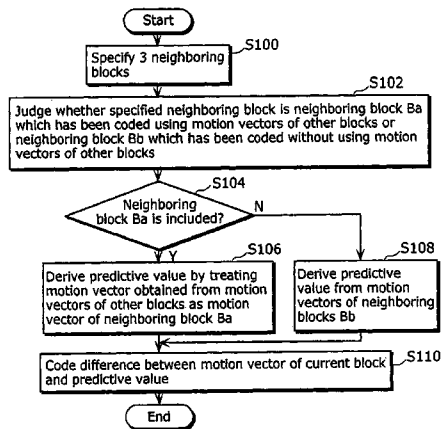 Start
S100
Specify 3 neighboring
blocks
S102
Judge whether specified neighboring block is neighboring block Ba
which has been coded using motion vectors of other blocks or
neighboring block Bb which has been coded without using motion
vectors of other blocks
S104
Neighboring
block Ba is included?
N
Y
S106
Derive predictive value by treating
motion vector obtained from motion
vectors of other blocks as motion
vector of neighboring block Ba
S108
Derive predictive
value from motion
vectors of neighboring
blocks Bb
S110
Code difference between motion vector of current block
and predictive value
End